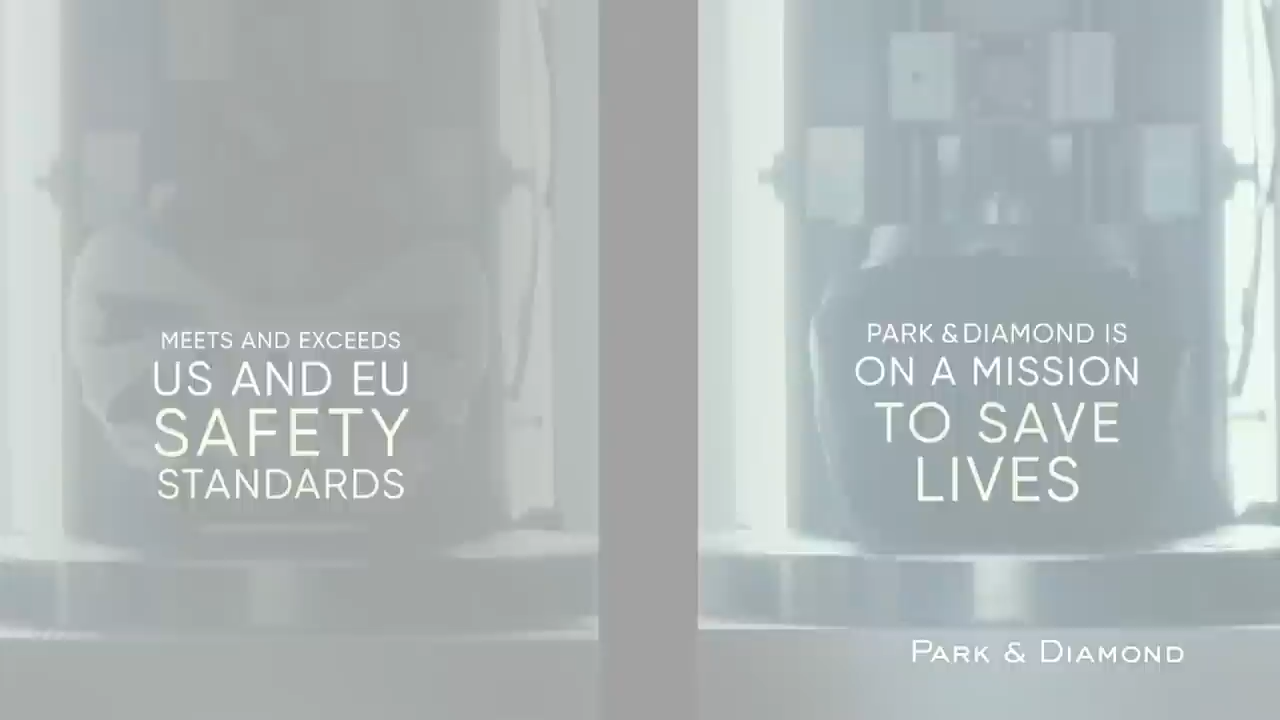 MEETS AND EXCEEDS
US AND EU
SAFETY
STANDARDS
PARK & DIAMOND IS
ON A MISSION
TO SAVE
LIVES
PARK & DIAMOND